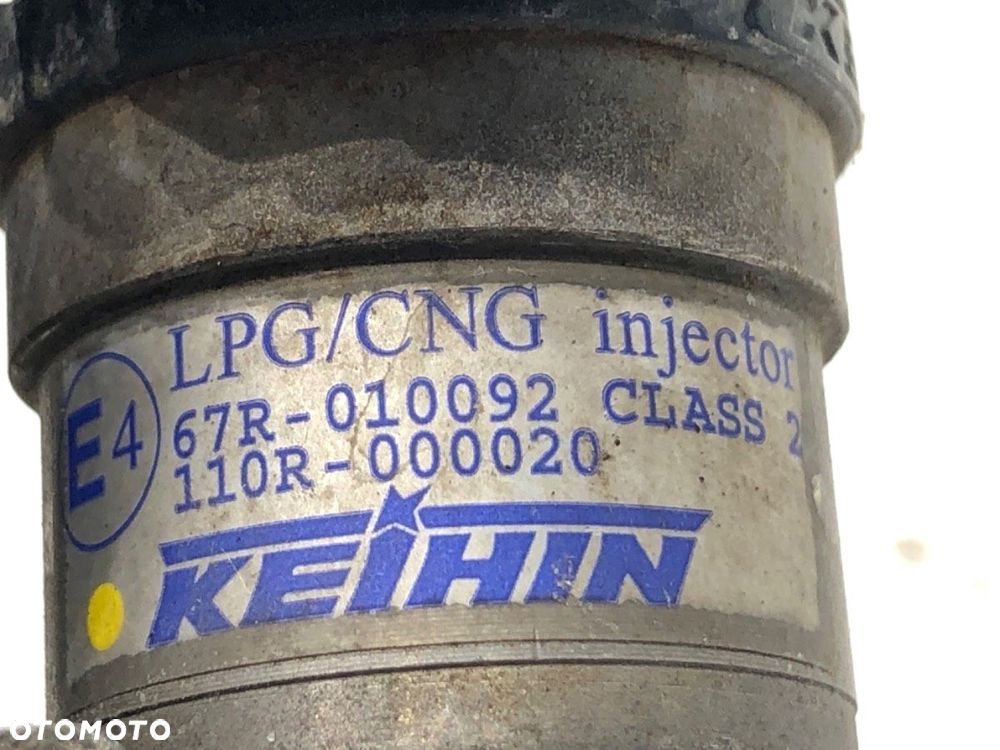 LPG/CNG injector
E4
67R-010092 CLASS 2
110R-000020
KEIHIN
OTOMOTO